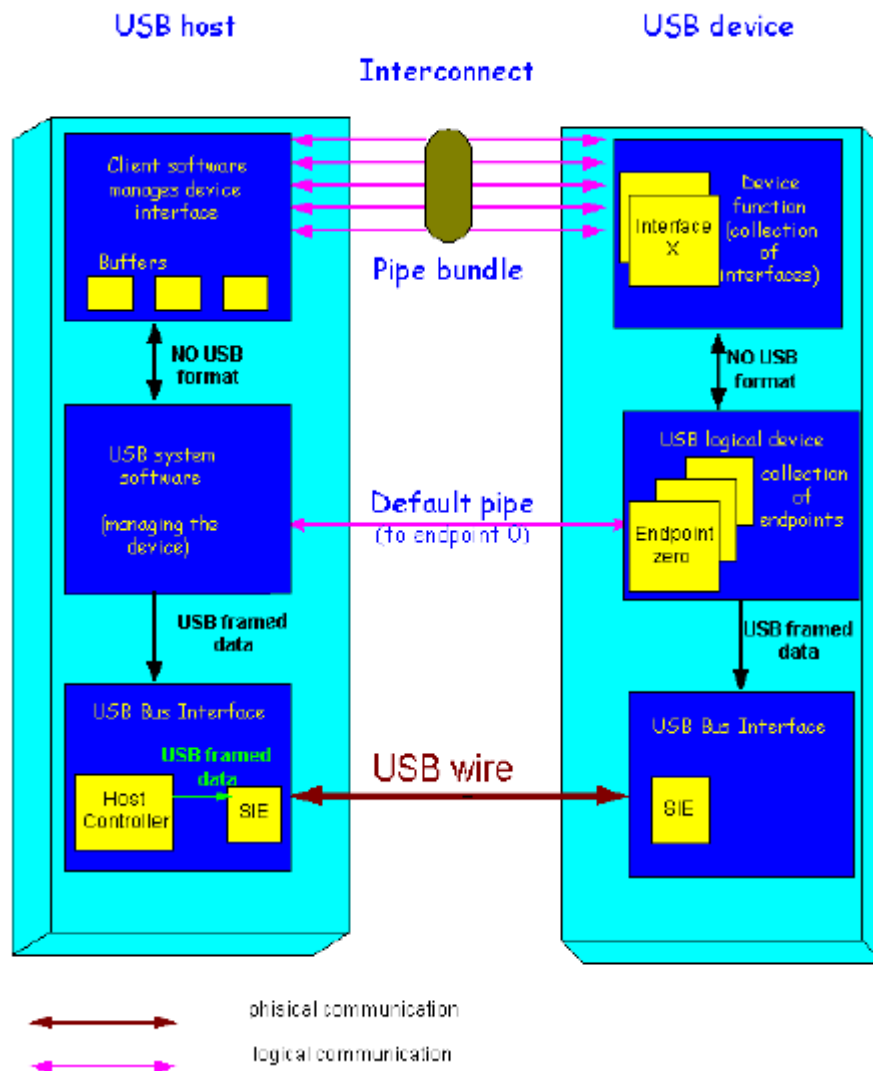 USB host
USB device
Interconnect
Client software
manages device
interface
Buffers
Device
function
(collection
of
interfaces)
Interface
X
Pipe bundle
NO USB
format
NO USB
format
USB system
software
(managing the
device)
Default pipe
(to endpoint 0)
USB logical device
collection
of
endpoints
Endpoint
zero
USB framed
data
USB framed
data
USB Bus Interface
USB framed
data
Host
Controller
SIE
USB wire
USB Bus Interface
SIE
phisical communication
logical communication